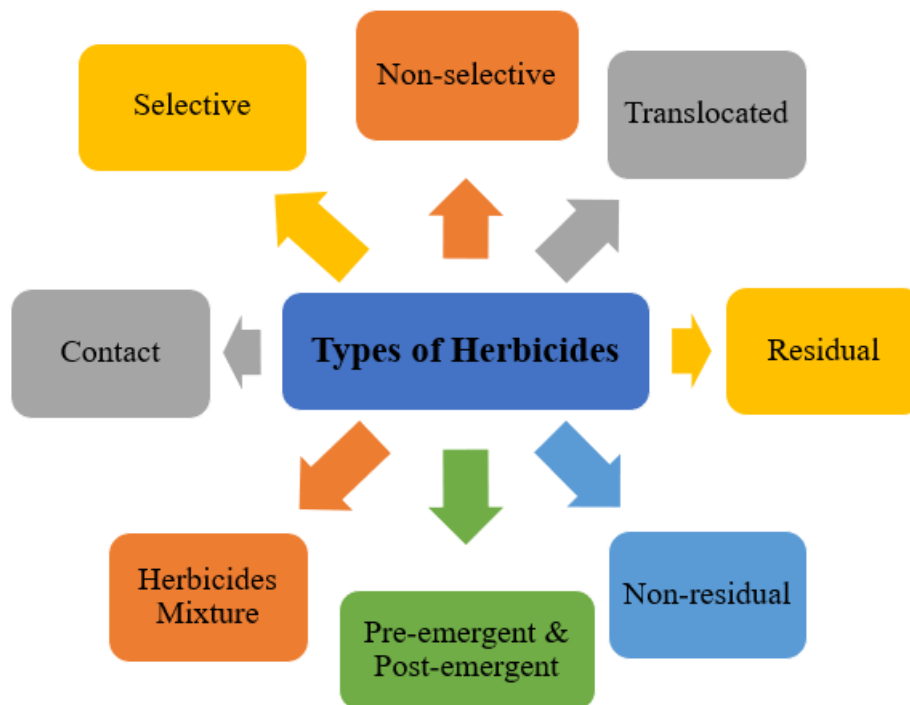 Non-selective
Selective
Translocated
Contact
Types of Herbicides
Residual
Herbicides
Mixture
Non-residual
Pre-emergent &
Post-emergent